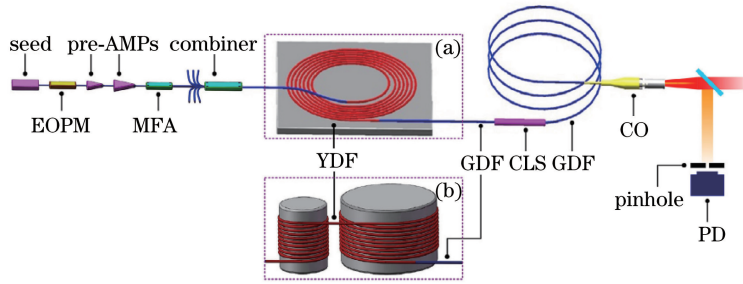 seed pre-AMPs combiner (a)
EOPM MFA CO
YDF GDF CLS GDF
(b)
pinhole
PD